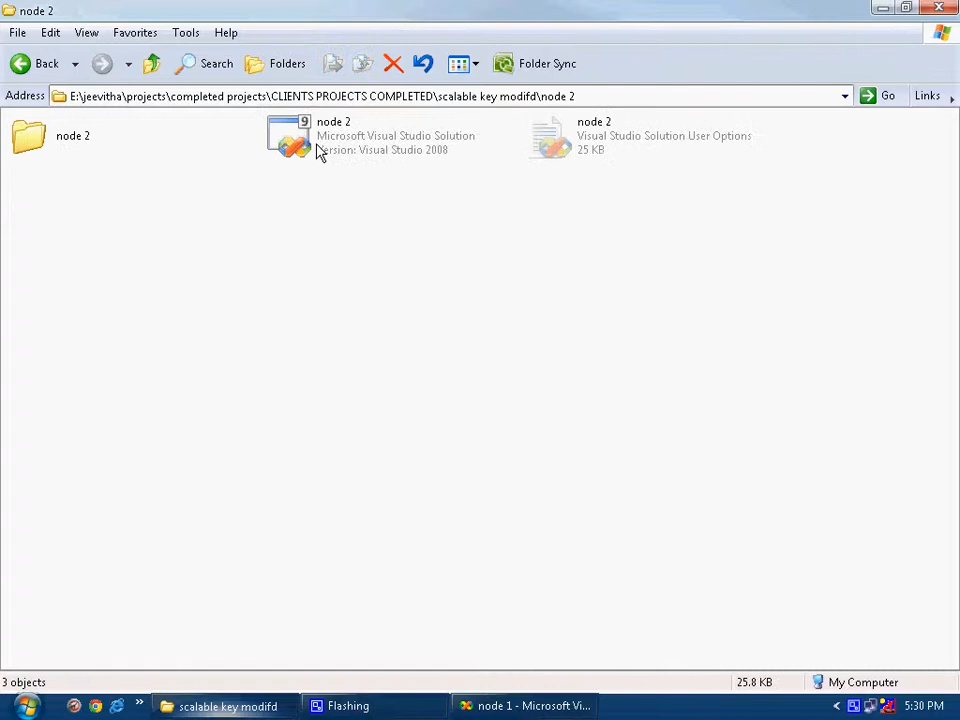 node 2
File Edit View Favorites Tools Help
Back Search Folders Folder Sync
Address E:\jeevitha\projects\completed projects\CLIENTS PROJECTS COMPLETED\scalable key modifd\node 2 Go Links
node 2
9
node 2
Microsoft Visual Studio Solution
Version: Visual Studio 2008
node 2
Visual Studio Solution User Options
25 KB
3 objects 25.8 KB My Computer
» scalable key modifd Flashing node 1 - Microsoft Vi... < 5:30 PM